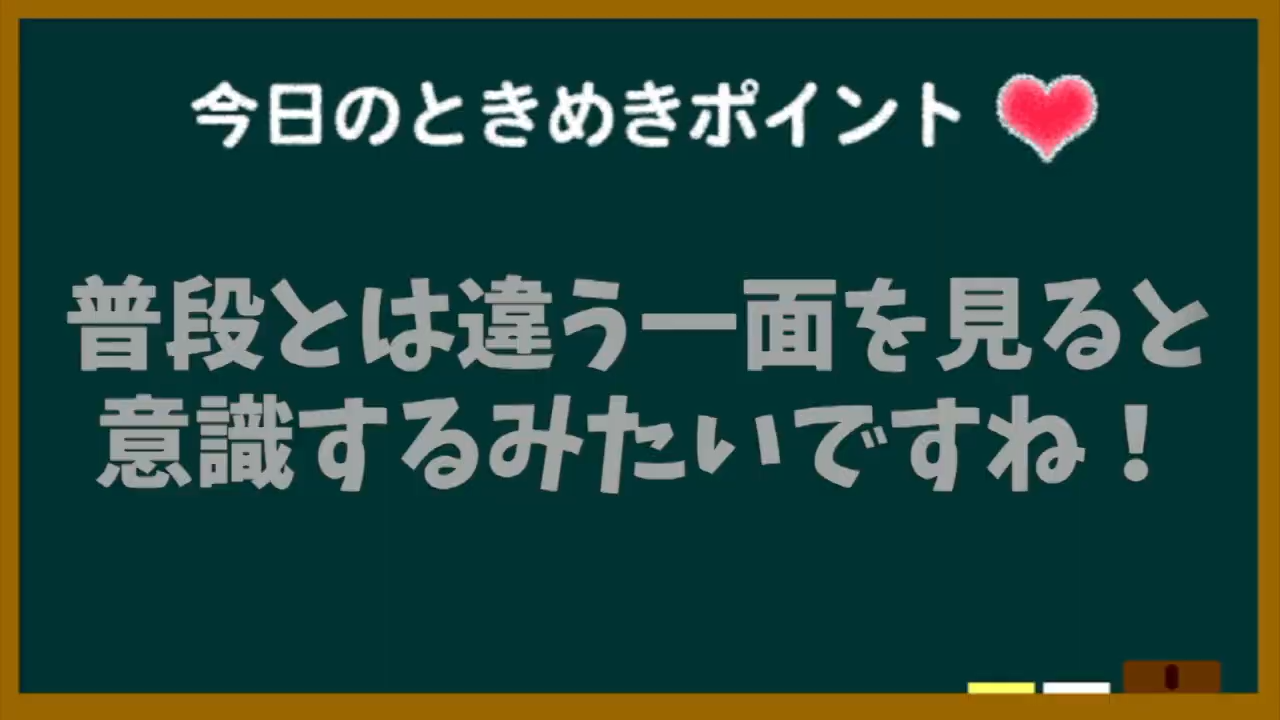 今日のときめきポイント
普段とは違う一面を見ると
意識するみたいですね！